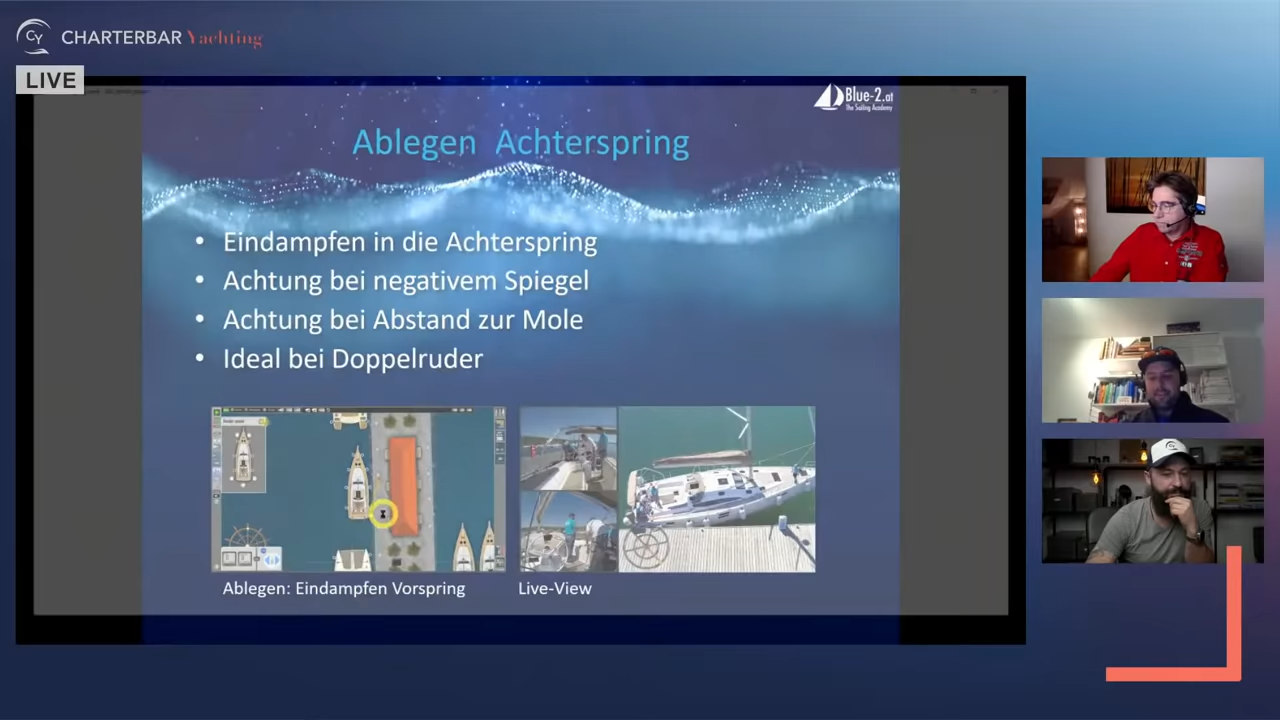 CY CHARTERBAR Yachting
LIVE
Blue-2.at
The Sailing Academy
Ablegen Achterspring
• Eindampfen in die Achterspring
• Achtung bei negativem Spiegel
• Achtung bei Abstand zur Mole
• Ideal bei Doppelruder
Ablegen: Eindampfen Vorspring
Live-View